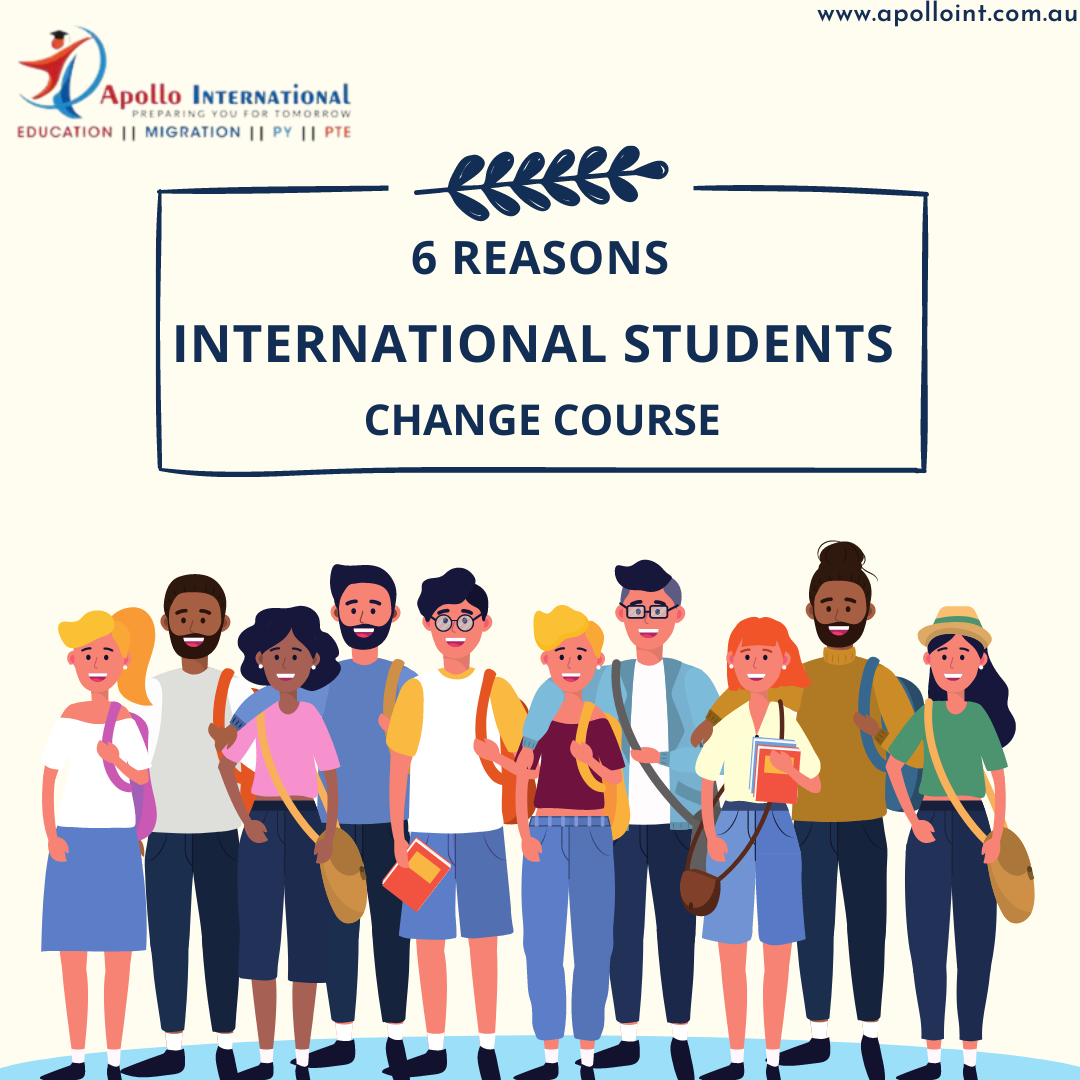 www.apolloint.com.au
Apollo International
PREPARING YOU FOR TOMORROW
EDUCATION || MIGRATION || PY || PTE
6 REASONS
INTERNATIONAL STUDENTS
CHANGE COURSE